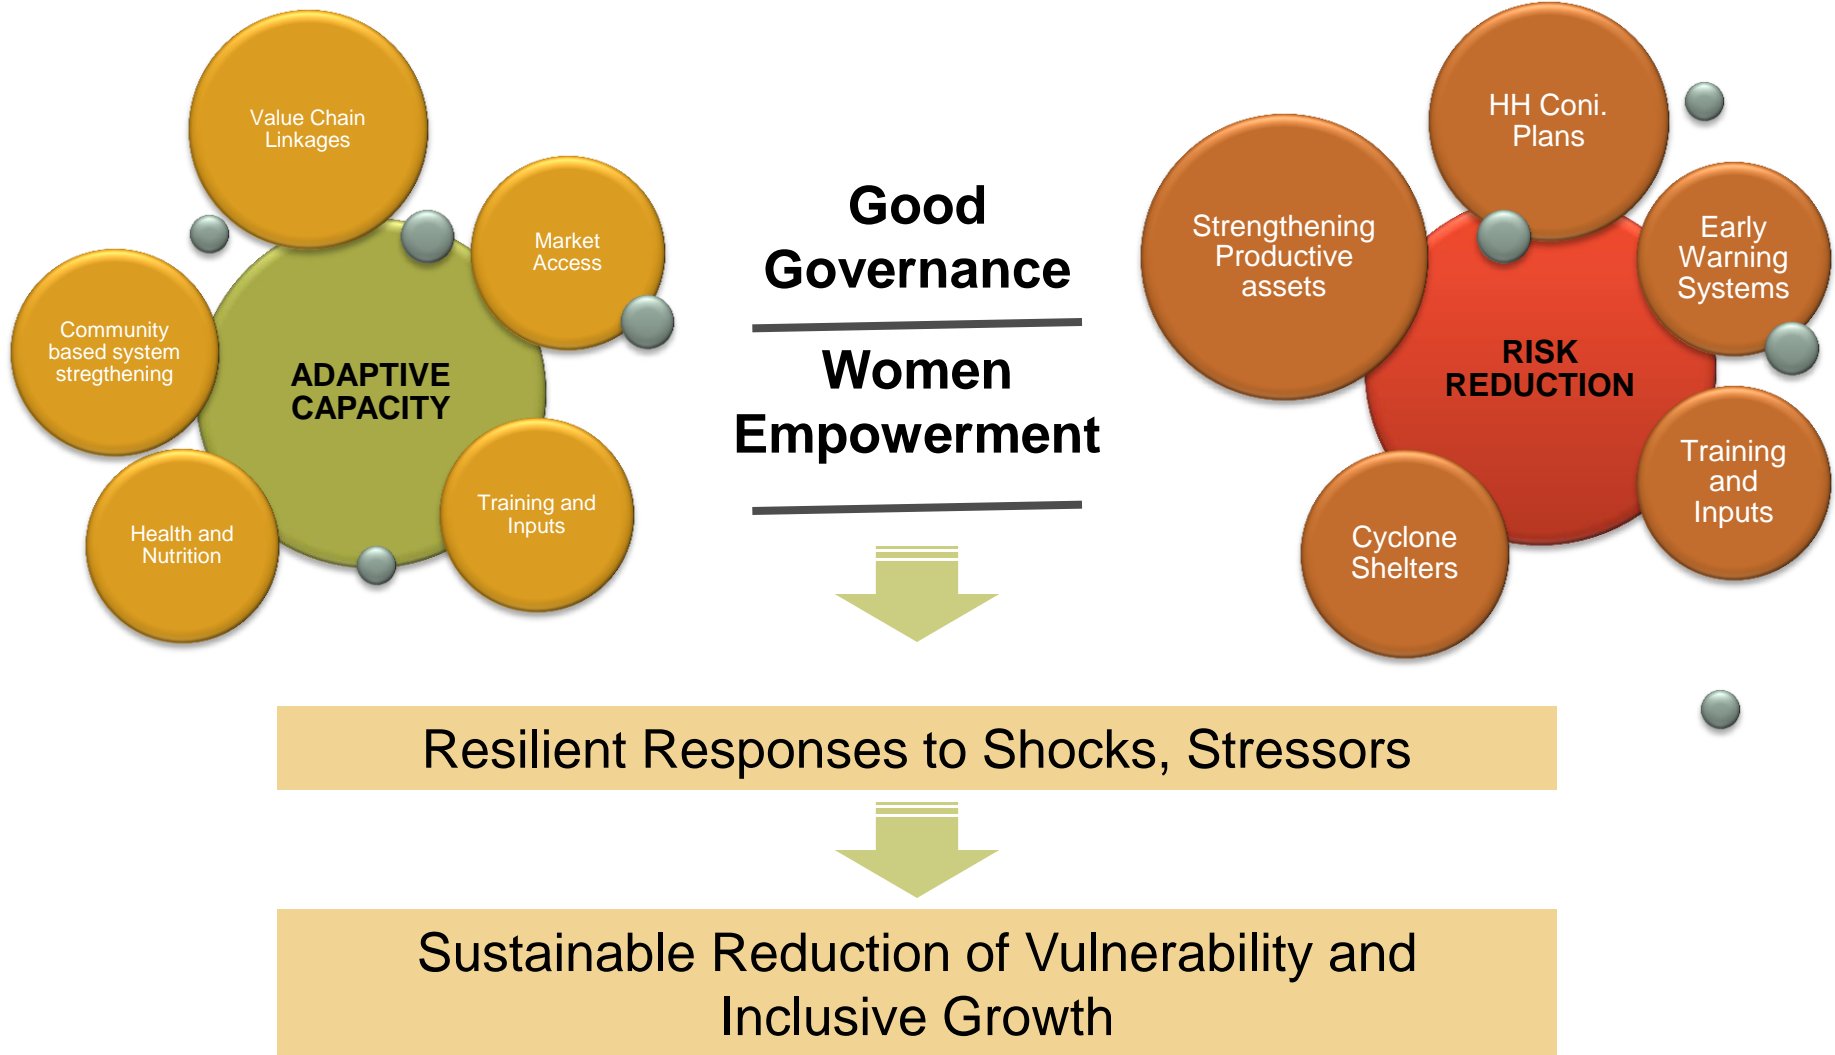 Value Chain
Linkages
Market
Access
Community
based system
stregthening
ADAPTIVE
CAPACITY
Training and
Inputs
Health and
Nutrition
Good
Governance
Women
Empowerment
HH Coni.
Plans
Strengthening
Productive
assets
Early
Warning
Systems
RISK
REDUCTION
Training
and
Inputs
Cyclone
Shelters
Resilient Responses to Shocks, Stressors
Sustainable Reduction of Vulnerability and
Inclusive Growth